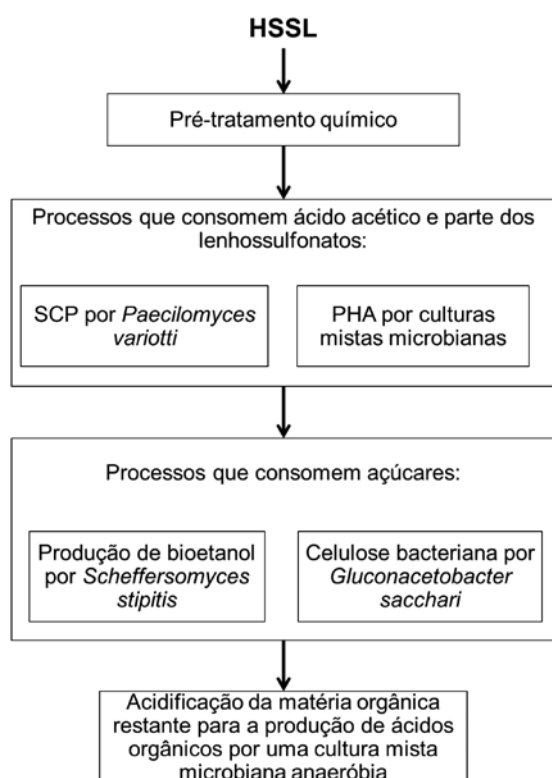 HSSL
Pré-tratamento químico
Processos que consomem ácido acético e parte dos
lenhossulfonatos:
SCP por Paecilomyces
variotti
PHA por culturas
mistas microbianas
Processos que consomem açúcares:
Produção de bioetanol
por Scheffersomyces
stipitis
Celulose bacteriana por
Gluconacetobacter
sacchari
Acidificação da matéria orgânica
restante para a produção de ácidos
orgânicos por uma cultura mista
microbiana anaeróbia